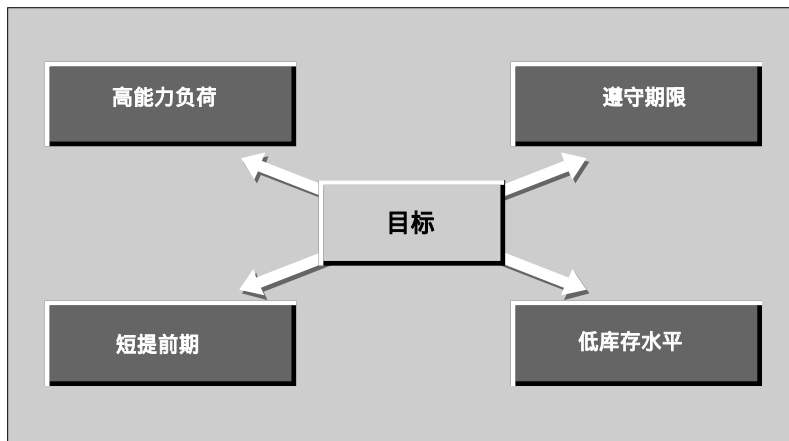 高能力负荷
遵守期限
目标
短提前期
低库存水平